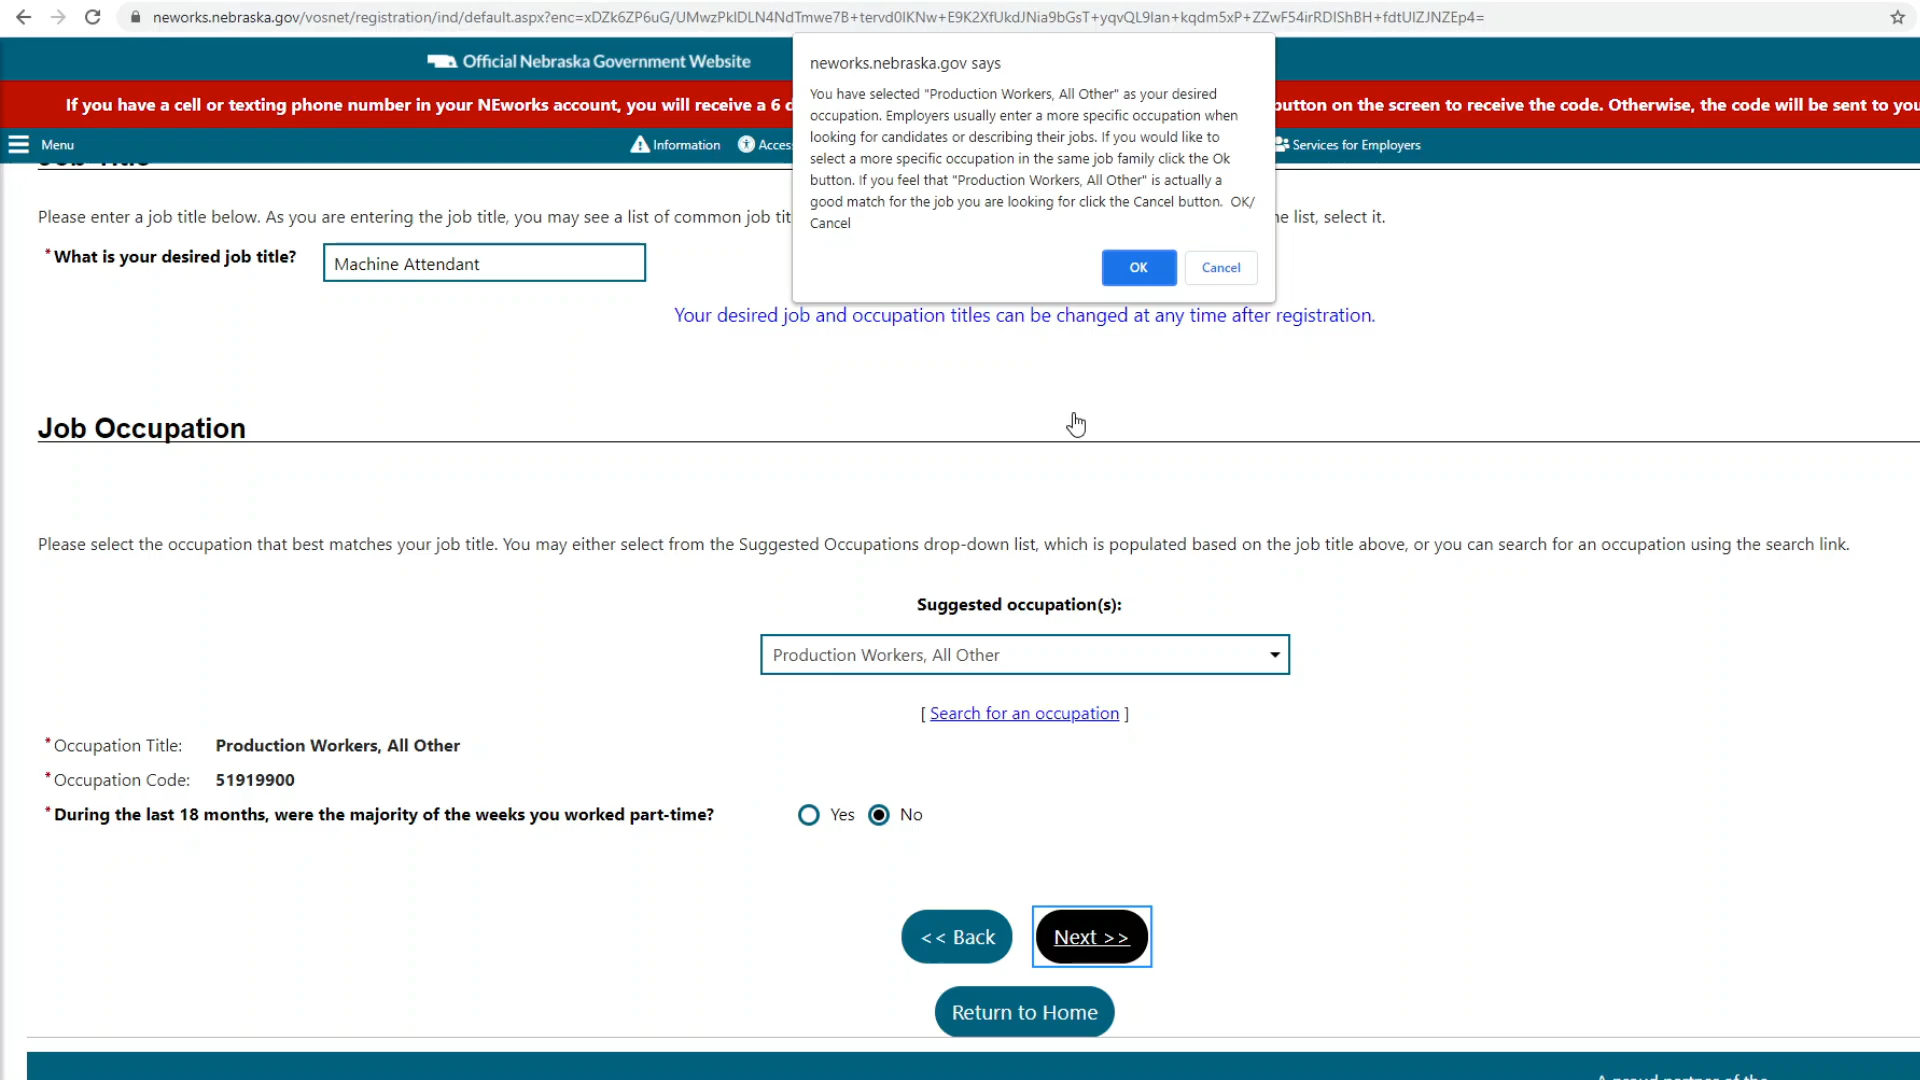 neworks.nebraska.gov/vosnet/registration/ind/default.aspx?enc=xDZk6ZP6uG/UMwzPkIDLN4NdTmwe7B+tervd0IKNw+E9K2XfUkdJNia9bGsT+yqvQL9Ian+kqdm5xP+ZZwF54irRDIShBH+fdtUIZJNZEp4=
Official Nebraska Government Website
If you have a cell or texting phone number in your NEworks account, you will receive a 6
button on the screen to receive the code. Otherwise, the code will be sent to you
Menu
Information
Services for Employers
neworks.nebraska.gov says
You have selected "Production Workers, All Other" as your desired
occupation. Employers usually enter a more specific occupation when
looking for candidates or describing their jobs. If you would like to
select a more specific occupation in the same job family click the Ok
button. If you feel that "Production Workers, All Other" is actually a
good match for the job you are looking for click the Cancel button. OK/
Cancel
OK
Cancel
Job Title
Please enter a job title below. As you are entering the job title, you may see a list of common job
list, select it.
*What is your desired job title?
Machine Attendant
Your desired job and occupation titles can be changed at any time after registration.
Job Occupation
Please select the occupation that best matches your job title. You may either select from the Suggested Occupations drop-down list, which is populated based on the job title above, or you can search for an occupation using the search link.
Suggested occupation(s):
Production Workers, All Other
[ Search for an occupation ]
*Occupation Title: Production Workers, All Other
*Occupation Code: 51919900
*During the last 18 months, were the majority of the weeks you worked part-time? Yes No
<< Back
Next >>
Return to Home
A proud partner of the